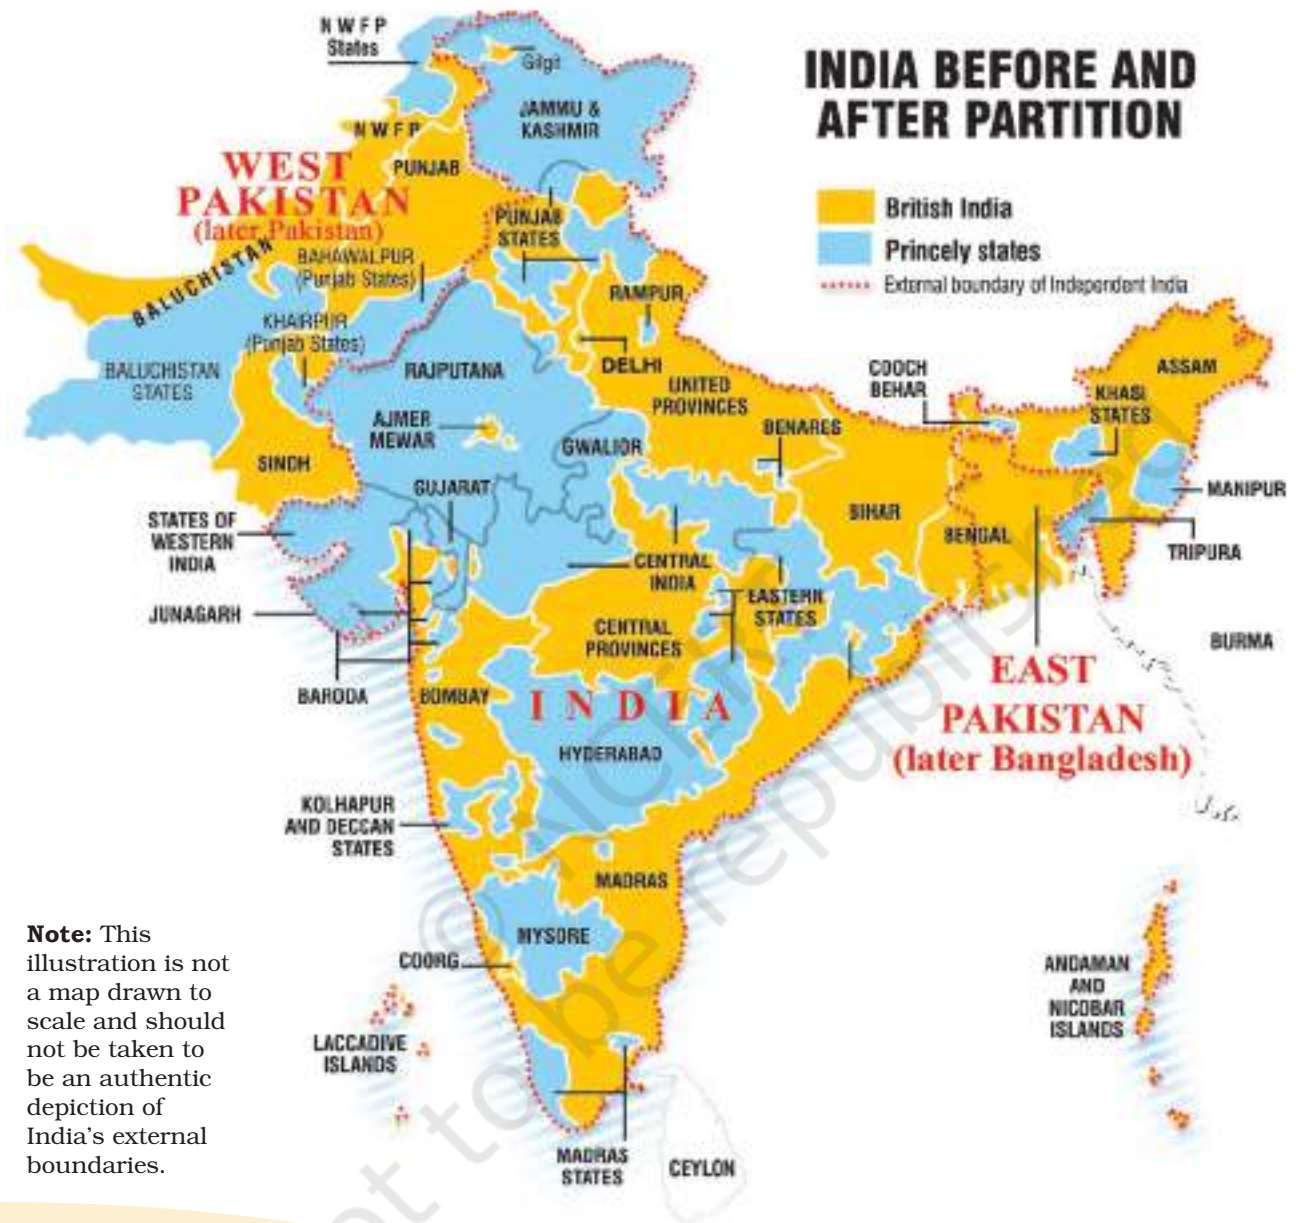 INDIA BEFORE AND
AFTER PARTITION
British India
Princely states
External boundary of Independent India
N W F P
States
Gilgit
JAMMU &
KASHMIR
N W F P
PUNJAB
WEST
PAKISTAN
(later Pakistan)
PUNJAB
STATES
BALUCHISTAN
BAHAWALPUR
(Punjab States)
RAMPUR
KHAIRPUR
(Punjab States)
BALUCHISTAN
STATES
RAJPUTANA
DELHI
UNITED
PROVINCES
COOCH
BEHAR
ASSAM
KHASI
STATES
AJMER
MEWAR
GWALIOR
BENARES
SINDH
GUJARAT
MANIPUR
STATES OF
WESTERN
INDIA
BIHAR
BENGAL
TRIPURA
CENTRAL
INDIA
EASTERN
STATES
JUNAGARH
CENTRAL
PROVINCES
BURMA
BARODA
BOMBAY
INDIA
EAST
PAKISTAN
(later Bangladesh)
HYDERABAD
KOLHAPUR
AND DECCAN
STATES
MADRAS
MYSORE
COORG
ANDAMAN
AND
NICOBAR
ISLANDS
LACCADIVE
ISLANDS
MADRAS
STATES
CEYLON
Note: This
illustration is not
a map drawn to
scale and should
not be taken to
be an authentic
depiction of
India's external
boundaries.
© NCERT
not to be republished